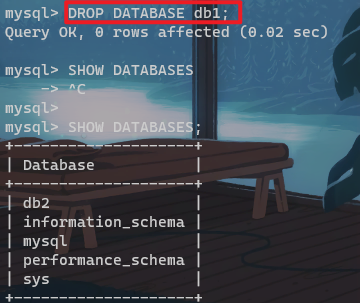 mysql> DROP DATABASE db1;
Query OK, 0 rows affected (0.02 sec)
mysql> SHOW DATABASES
    -> ^C
mysql>
mysql> SHOW DATABASES;
+--------------------+
| Database           |
+--------------------+
| db2                |
| information_schema |
| mysql              |
| performance_schema |
| sys                |
+--------------------+